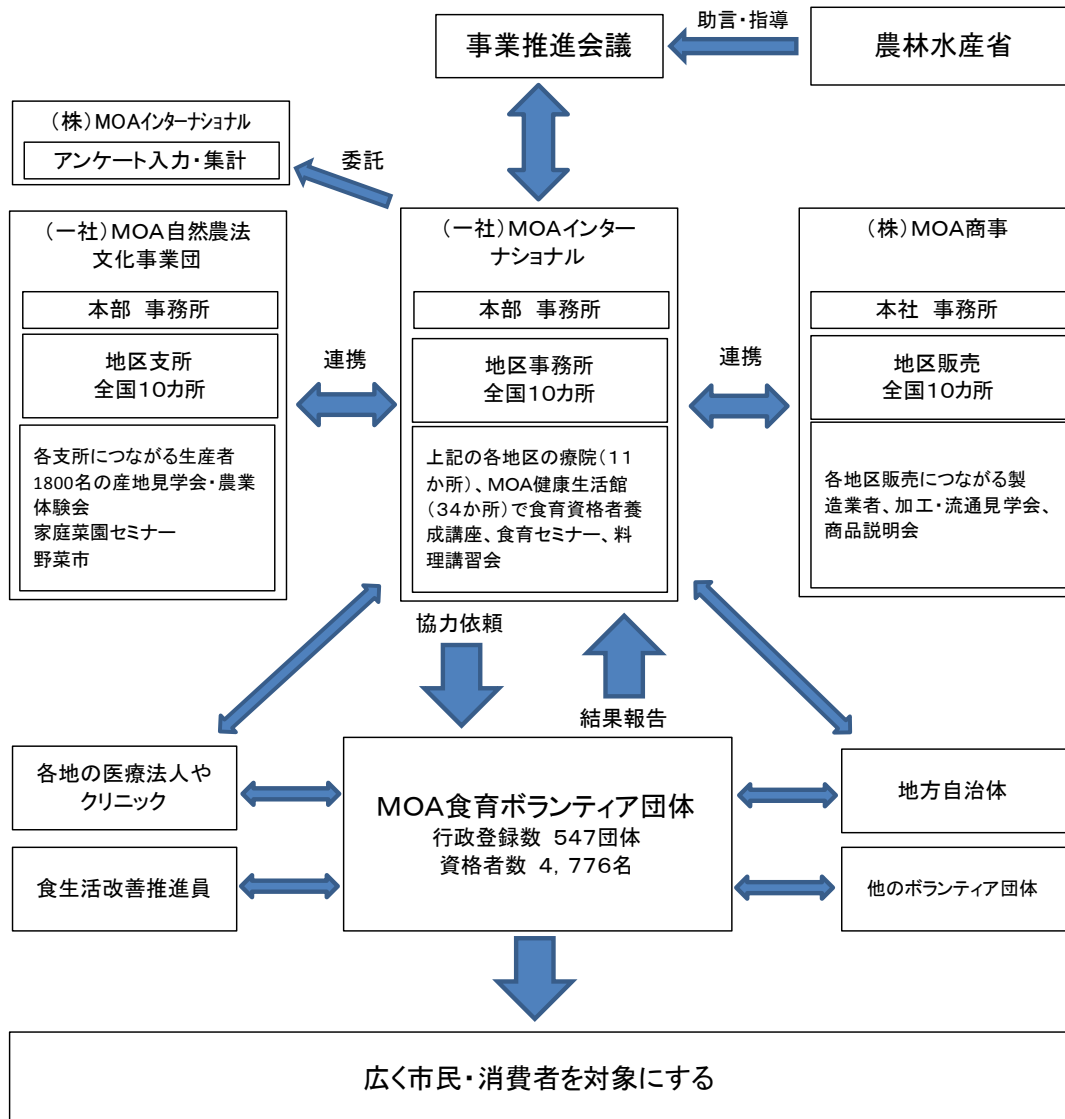 助言・指導
事業推進会議
農林水産省
（株）MOAインターナショナル
アンケート入力・集計
委託
（一社）MOA自然農法
文化事業団
本部 事務所
地区支所
全国１０カ所
各支所につながる生産者
1800名の産地見学会・農業
体験会
家庭菜園セミナー
野菜市
連携
（一社）MOAインター
ナショナル
本部 事務所
地区事務所
全国１０カ所
上記の各地区の療院（１１
か所）、MOA健康生活館
（３４か所）で食育資格者養
成講座、食育セミナー、料
理講習会
連携
（株）MOA商事
本社 事務所
地区販売
全国１０カ所
各地区販売につながる製
造業者、加工・流通見学会、
商品説明会
協力依頼
結果報告
各地の医療法人や
クリニック
食生活改善推進員
MOA食育ボランティア団体
行政登録数 ５４７団体
資格者数 ４，７７６名
地方自治体
他のボランティア団体
広く市民・消費者を対象にする